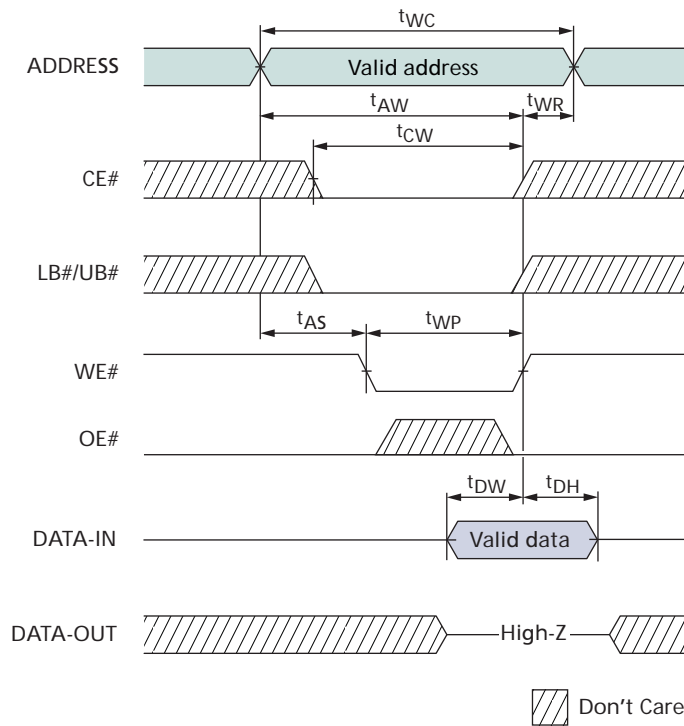 tWC
ADDRESS
Valid address
tAW
tWR
tCW
CE#
LB#/UB#
tAS
tWP
WE#
OE#
tDW
tDH
DATA-IN
Valid data
DATA-OUT
High-Z
Don't Care